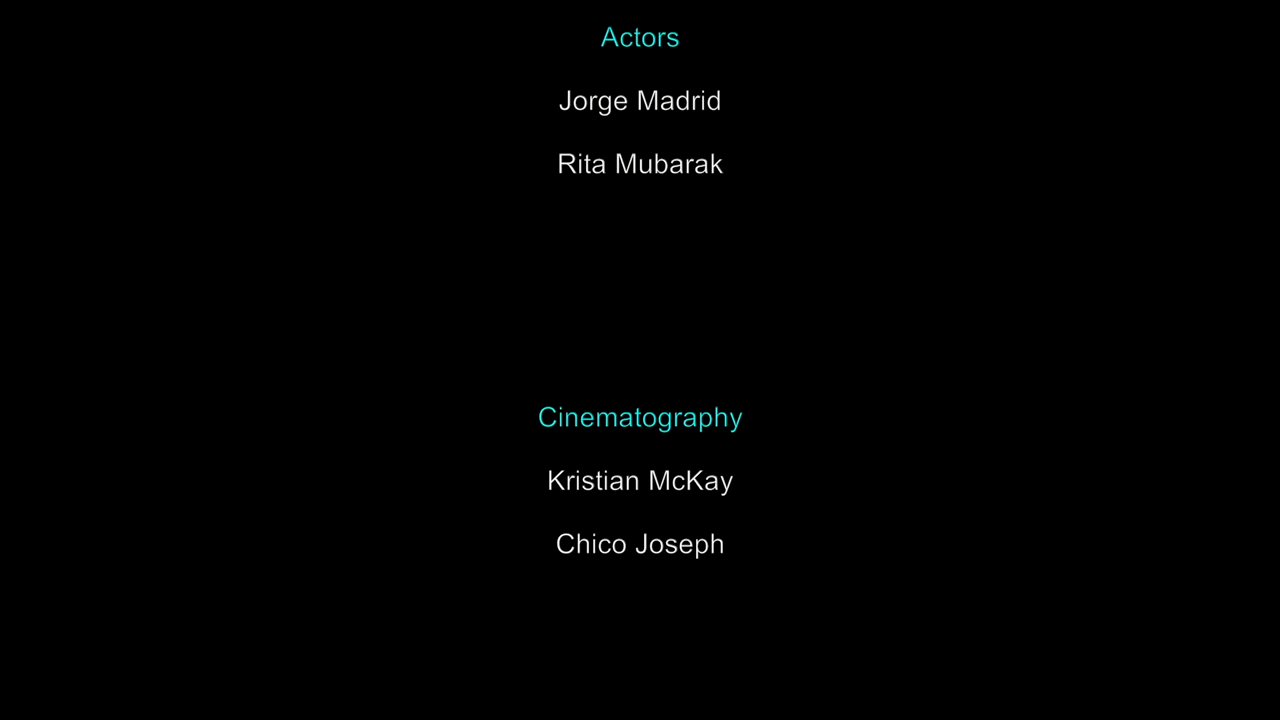 Actors
Jorge Madrid
Rita Mubarak
Cinematography
Kristian McKay
Chico Joseph